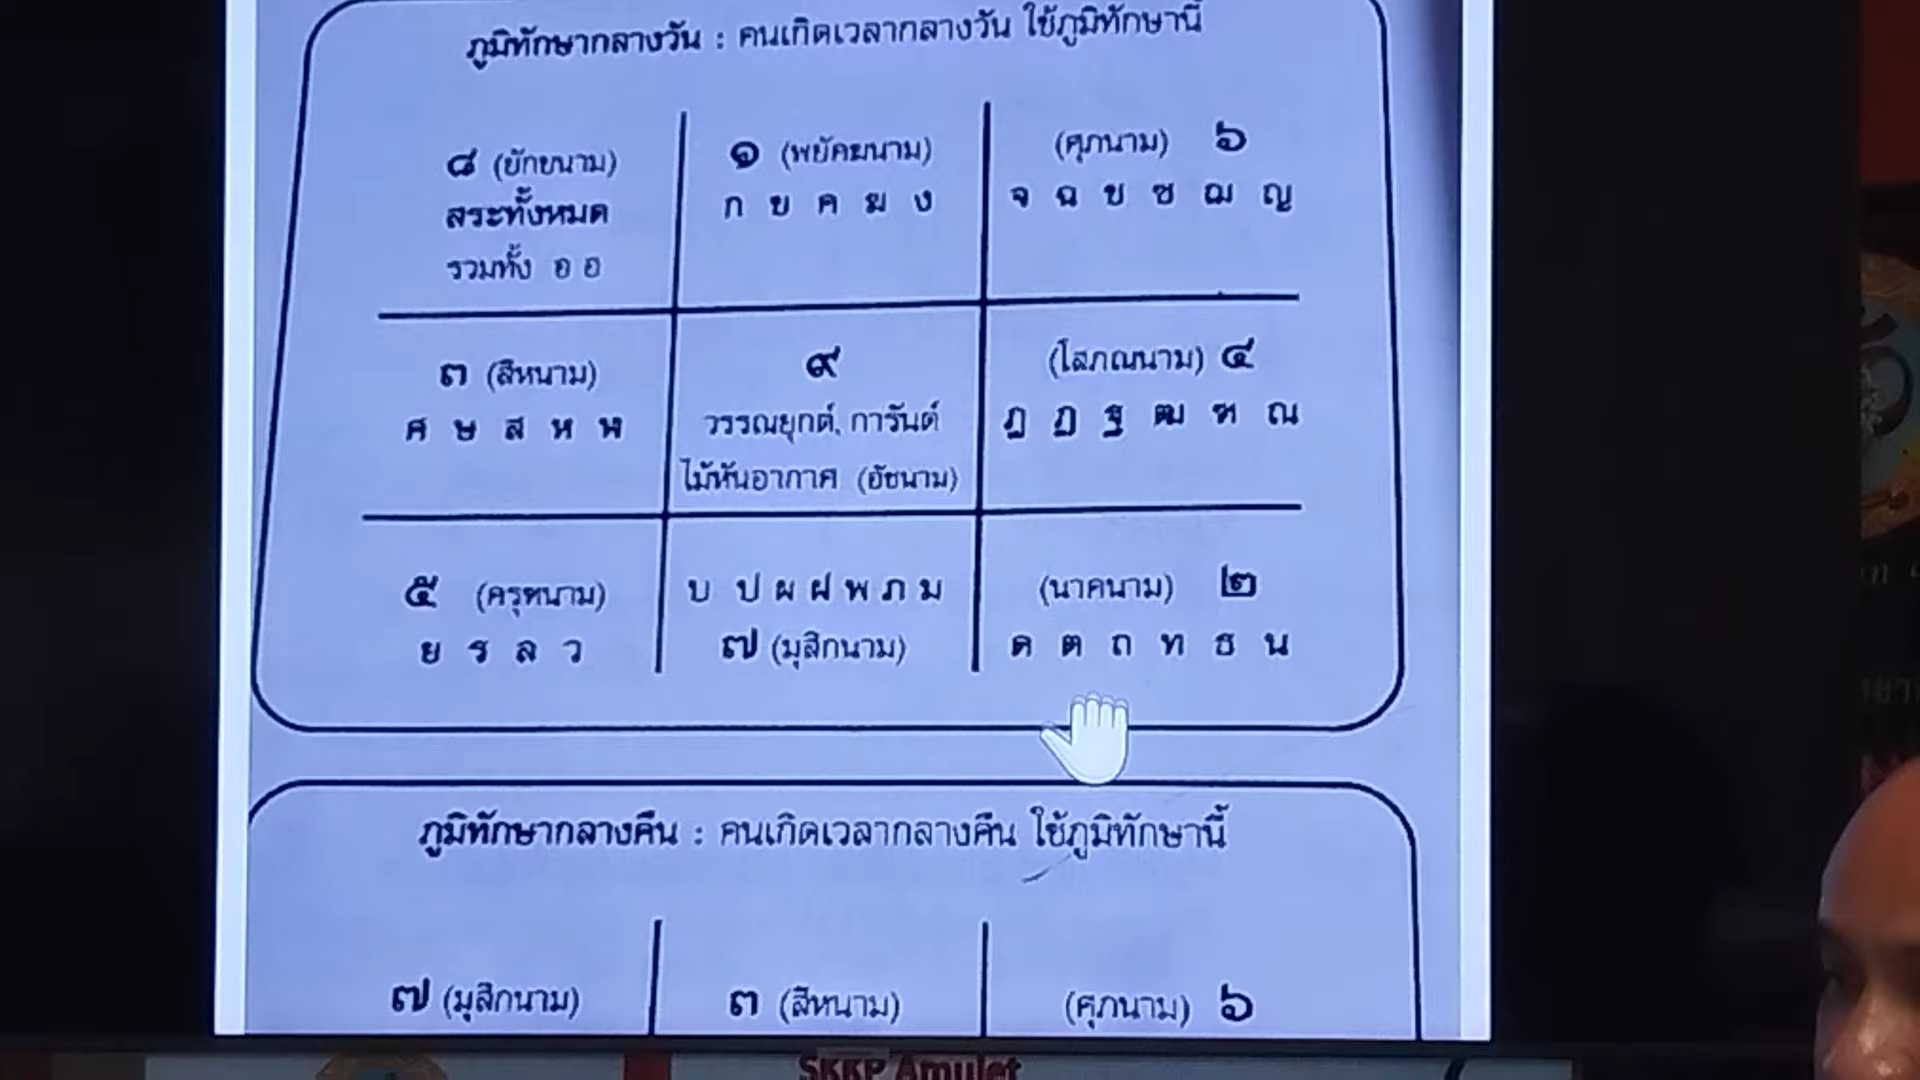 ภูมิทักษากลางวัน : คนเกิดเวลากลางวัน ใช้ภูมิทักษานี้
๘ (ยักขนาม)
สระทั้งหมด
รวมทั้ง ฮ อ
๑ (พยัคฆนาม)
ก ข ค ฆ ง
(ศุภนาม) ๖
จ ฉ ช ซ ฌ ญ
๓ (สีหนาม)
ศ ษ ส ห ฬ
๙
วรรณยุกต์, การันต์
ไม้หันอากาศ (อัชนาม)
(โสภณนาม) ๔
ฎ ฏ ฐ ฒ ฑ ณ
๕ (ครุฑนาม)
ย ร ล ว
บ ป ผ ฝ พ ภ ม
๗ (มุสิกนาม)
(นาคนาม) ๒
ด ต ถ ท ธ น
ภูมิทักษากลางคืน : คนเกิดเวลากลางคืน ใช้ภูมิทักษานี้
๗ (มุสิกนาม)
๓ (สีหนาม)
(ศุภนาม) ๖
SKKP Amulet